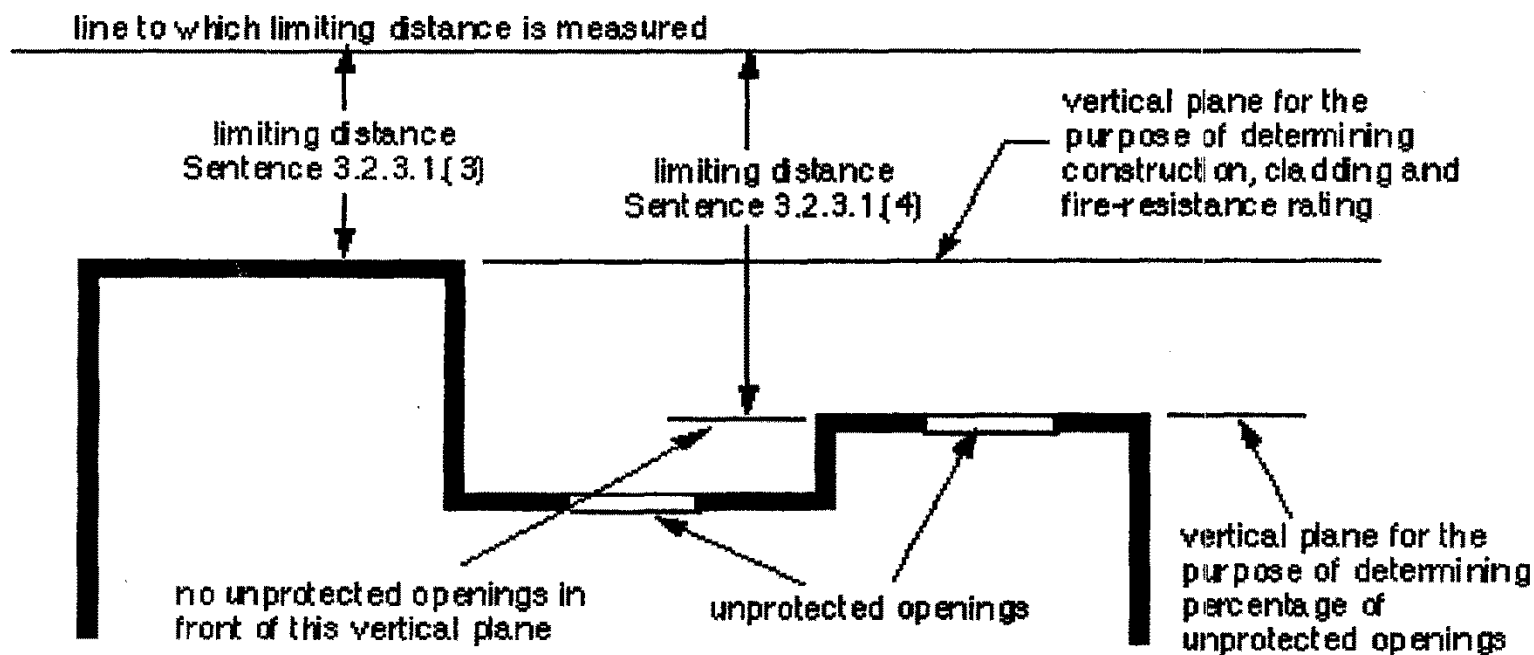 line to which limiting distance is measured
limiting distance
Sentence 3.2.3.1.(3)
limiting distance
Sentence 3.2.3.1.(4)
vertical plane for the
purpose of determining
construction, cladding and
fire-resistance rating
no unprotected openings in
front of this vertical plane
unprotected openings
vertical plane for the
purpose of determining
percentage of
unprotected openings